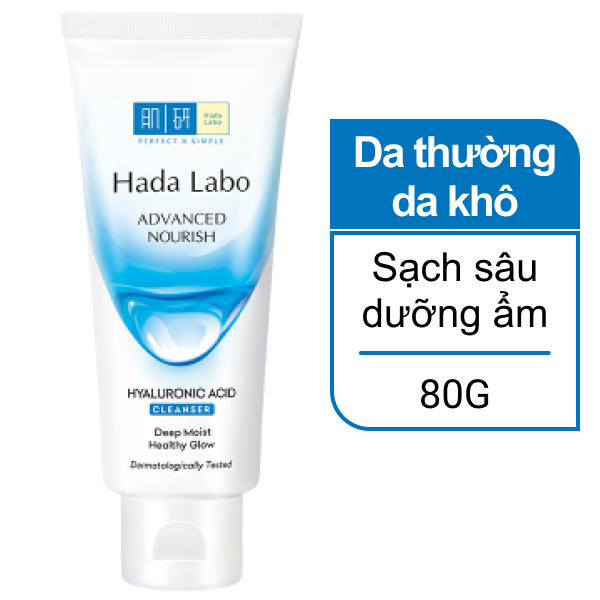 肌 研
Hada
Labo
PERFECT X SIMPLE
Hada Labo
ADVANCED
NOURISH
HYALURONIC ACID
CLEANSER
Deep Moist
Healthy Glow
Dermatologically Tested
Da thường
da khô
Sạch sâu
dưỡng ẩm
80G